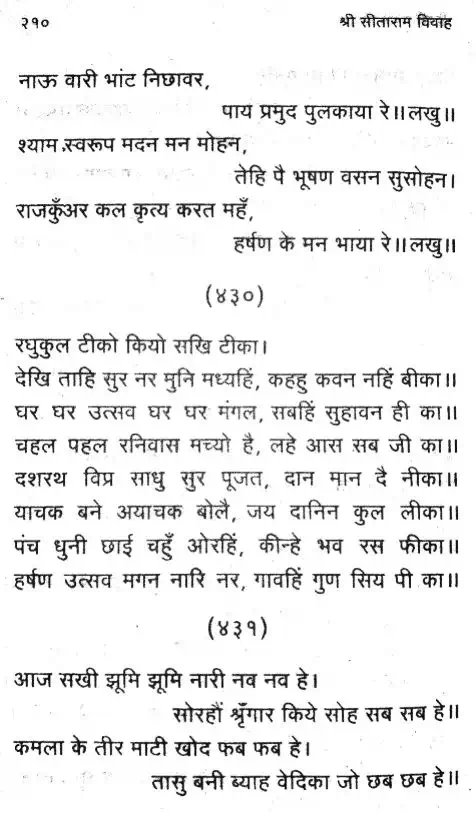 २१०
श्री सीताराम विवाह
नाऊ वारी भांट निछावर,
पाय प्रमुद पुलकाया रे॥लखु॥
श्याम स्वरूप मदन मन मोहन,
तेहि पै भूषण वसन सुसोहन।
राजकुँअर कल कृत्य करत महँ,
हर्षण के मन भाया रे॥लखु॥
(४३०)
रघुकुल टीको कियो सखि टीका।
देखि ताहि सुर नर मुनि मध्यहिं, कहहु कवन नहिं बीका॥
घर घर उत्सव घर घर मंगल, सबहिं सुहावन ही का॥
चहल पहल रनिवास मच्यो है, लहे आस सब जी का॥
दशरथ विप्र साधु सुर पूजत, दान मान दै नीका॥
याचक बने अयाचक बोलै, जय दानिन कुल लीका॥
पंच धुनी छाई चहुँ ओरहिं, कीन्हे भव रस फीका॥
हर्षण उत्सव मगन नारि नर, गावहिं गुण सिय पी का॥
(४३१)
आज सखी झूमि झूमि नारी नव नव हे।
सोरहौं श्रृँगार किये सोह सब सब हे॥
कमला के तीर माटी खोद फब फब हे।
तासु बनी ब्याह वेदिका जो छब छब हे॥